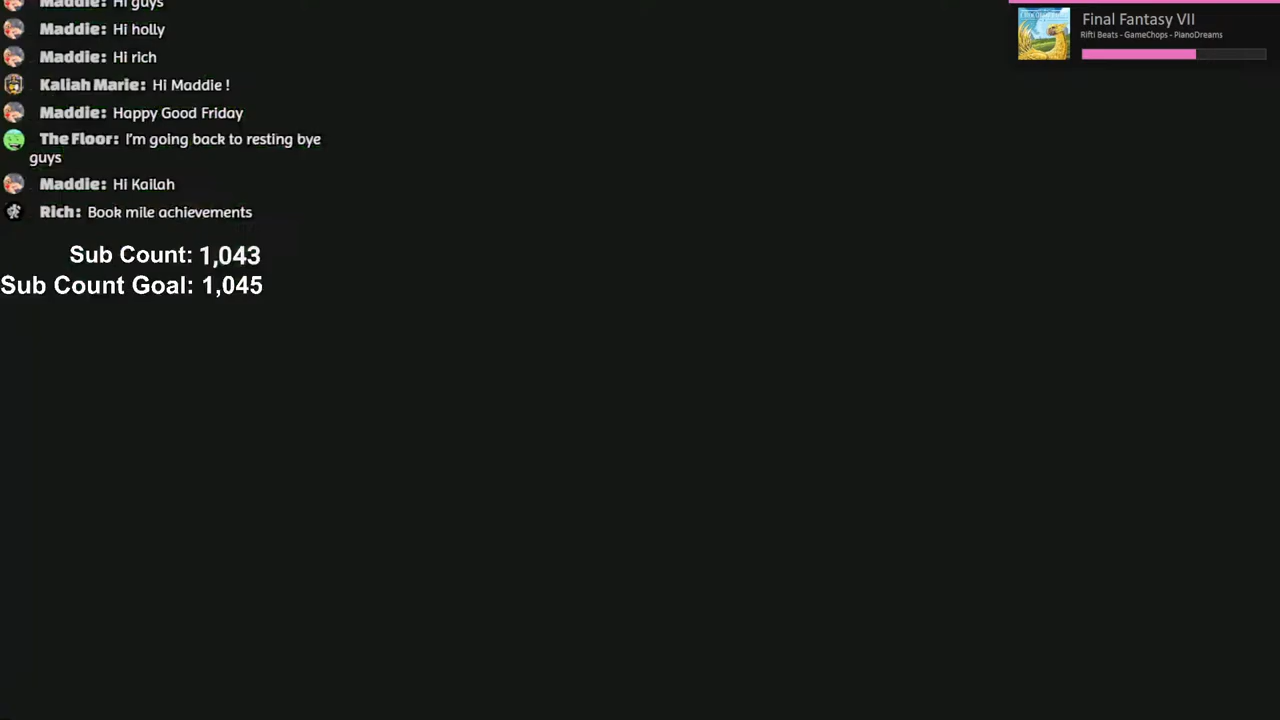 Maddie: Hi guys
Maddie: Hi holly
Maddie: Hi rich
Kaliah Marie: Hi Maddie !
Maddie: Happy Good Friday
The Floor: I'm going back to resting bye
guys
Maddie: Hi Kailah
Rich: Book mile achievements
Sub Count: 1,043
Sub Count Goal: 1,045
Final Fantasy VII
Rifti Beats - GameChops - PianoDreams